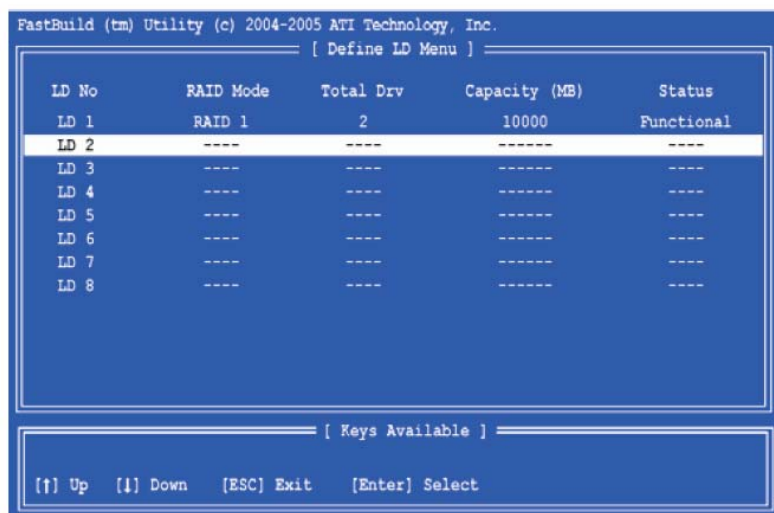 FastBuild (tm) Utility (c) 2004-2005 ATI Technology, Inc.
[ Define LD Menu ]
LD No RAID Mode Total Drv Capacity (MB) Status
LD 1 RAID 1 2 10000 Functional
LD 2 ---- ---- ------ ----
LD 3 ---- ---- ------ ----
LD 4 ---- ---- ------ ----
LD 5 ---- ---- ------ ----
LD 6 ---- ---- ------ ----
LD 7 ---- ---- ------ ----
LD 8 ---- ---- ------ ----
[ Keys Available ]
[↑] Up [↓] Down [ESC] Exit [Enter] Select